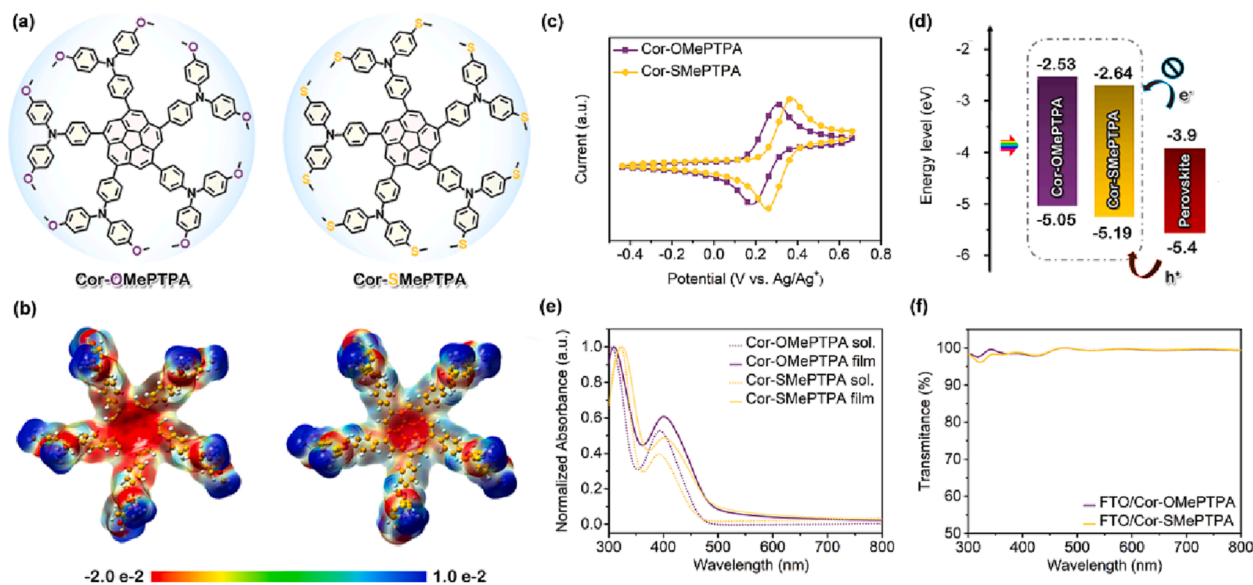 (a)
O
O
O
O
O
O
O
O
O
O
N
N
N
N
N
Cor-OMePTPA
S
S
S
S
S
S
S
S
S
S
N
N
N
N
N
Cor-SMePTPA
(b)
-2.0 e-2
1.0 e-2
(c)
Cor-OMePTPA
Cor-SMePTPA
Current (a.u.)
-0.4 -0.2 0.0 0.2 0.4 0.6 0.8
Potential (V vs. Ag/Ag⁺)
(d)
Energy level (eV)
-2
-3
-4
-5
-6
-2.53
Cor-OMePTPA
-5.05
-2.64
Cor-SMePTPA
-5.19
e⁻
-3.9
Perovskite
-5.4
h⁺
(e)
Normalized Absorbance (a.u.)
1.0
0.8
0.6
0.4
0.2
0.0
Cor-OMePTPA sol.
Cor-OMePTPA film
Cor-SMePTPA sol.
Cor-SMePTPA film
300 400 500 600 700 800
Wavelength (nm)
(f)
Transmitance (%)
100
90
80
70
60
50
FTO/Cor-OMePTPA
FTO/Cor-SMePTPA
300 400 500 600 700 800
Wavelength (nm)